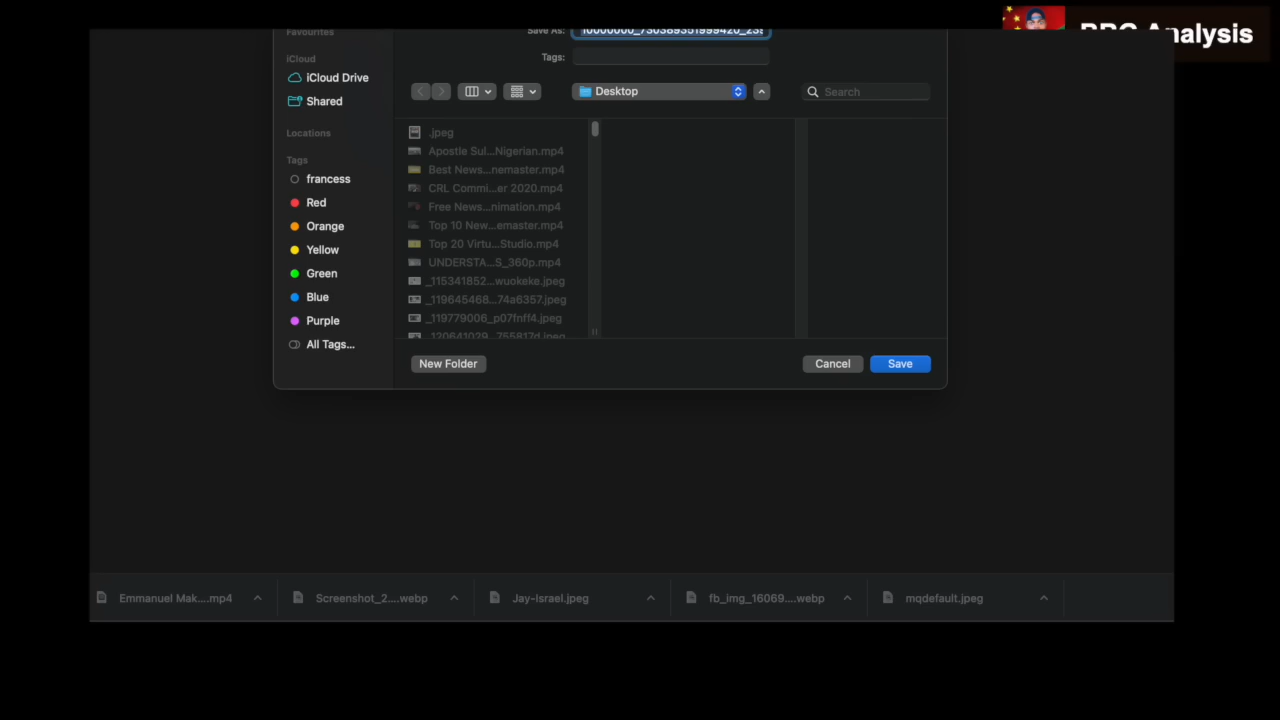 Favourites
Save As:
iCloud
Tags:
iCloud Drive
Desktop
Search
Shared
Locations
.jpeg
Apostle Sul...Nigerian.mp4
Tags
Best News...nemaster.mp4
francess
CRL Commi...er 2020.mp4
Red
Free News...nimation.mp4
Orange
Top 10 New...emaster.mp4
Yellow
Top 20 Virtu...Studio.mp4
UNDERSTA...S_360p.mp4
Green
_115341852...wuokeke.jpeg
Blue
_119645468...74a6357.jpeg
Purple
_119779006_p07fnff4.jpeg
_120641029...755817d.jpeg
All Tags...
New Folder
Cancel
Save
Emmanuel Mak....mp4
Screenshot_2....webp
Jay-Israel.jpeg
fb_img_16069....webp
mqdefault.jpeg
Analysis